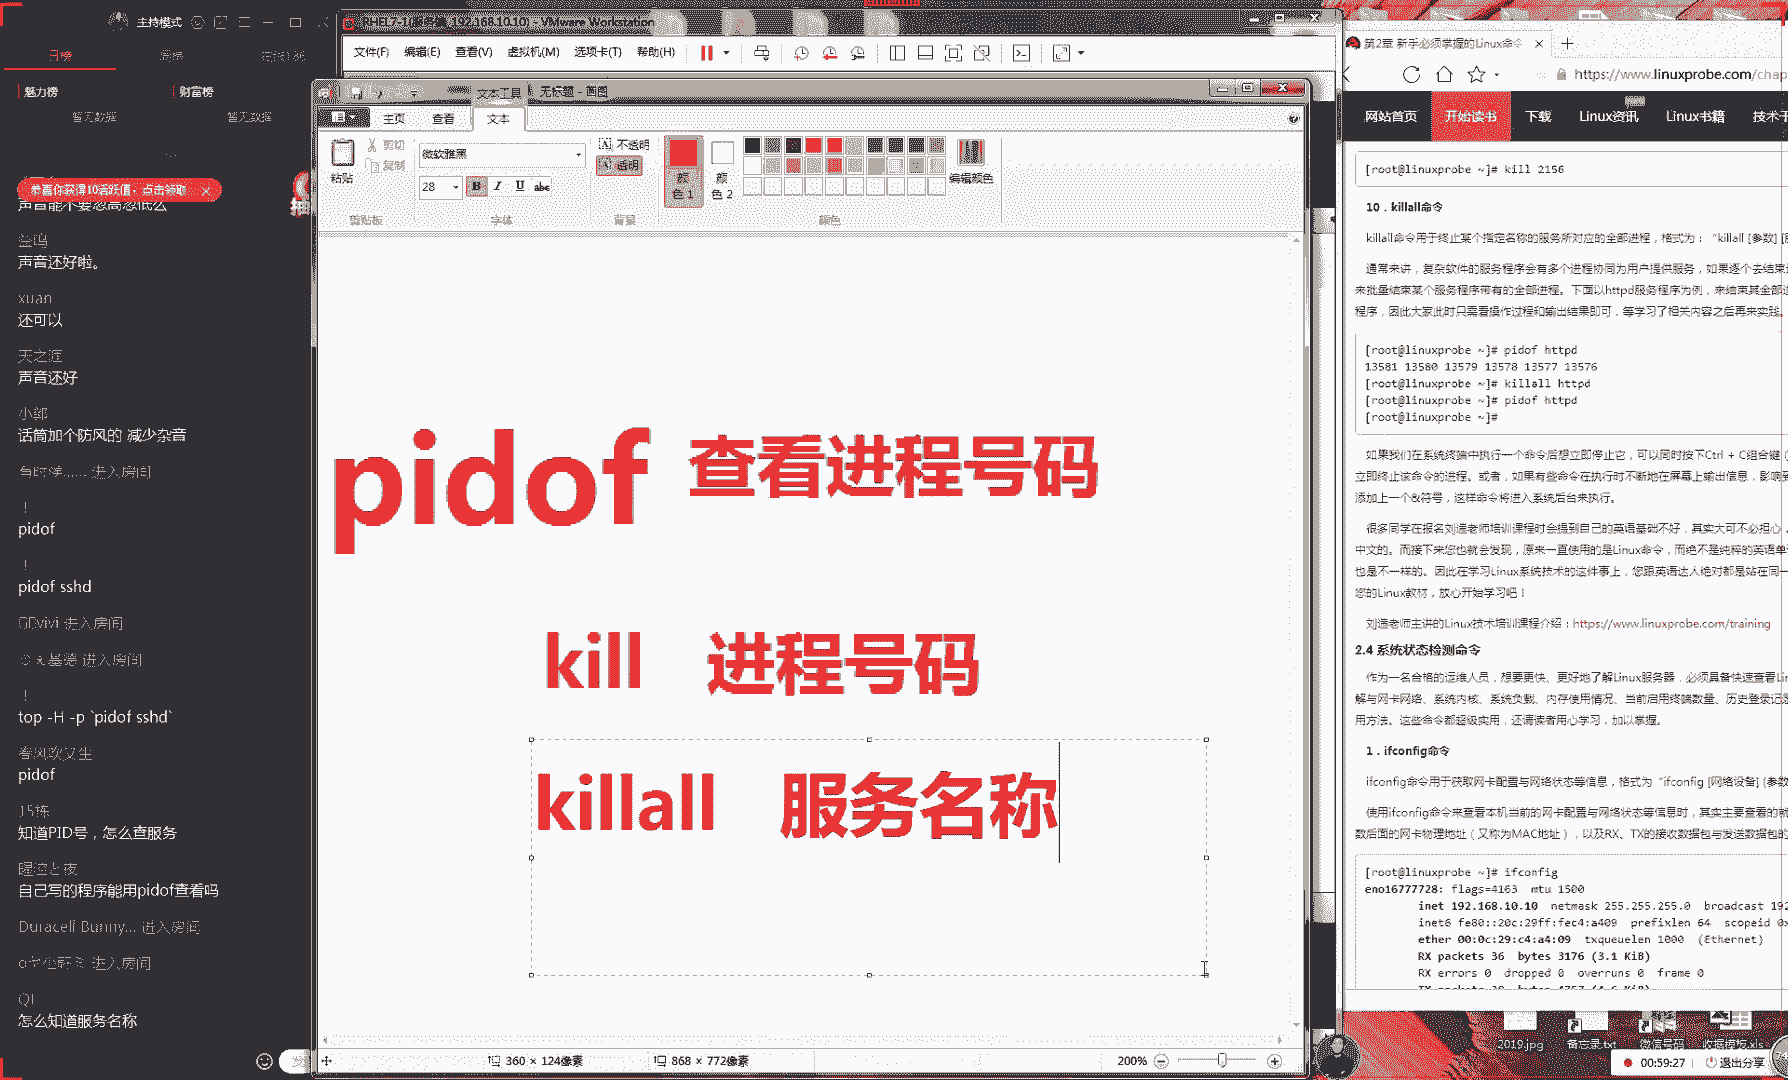 主持模式
日榜
魅力榜
财富榜
暂无数据
暂无数据
恭喜你获得10活跃值，点击领取
声音能不要忽高忽低么
声音还好啦。
xuan
还可以
天之涯
声音还好
小郭
话筒加个防风的 减少杂音
有时候...... 进入房间
!
pidof
!
pidof sshd
GBvivi 进入房间
!
top -H -p `pidof sshd`
春风吹又生
pidof
15栋
知道PID号，怎么查服务
自己写的程序能用pidof查看吗
Duracell Bunny... 进入房间
QI
怎么知道服务名称
RHEL7-10服务端 192.168.10.10) - VMware Workstation
文件(F) 编辑(E) 查看(V) 虚拟机(M) 选项卡(T) 帮助(H)
文本工具 无标题 - 画图
主页 查看 文本
粘贴
剪切
复制
剪贴板
微软雅黑
28
B I U abc
字体
不透明
透明
背景
颜色 1
颜色 2
编辑颜色
颜色
pidof 查看进程号码
kill 进程号码
killall 服务名称
360 × 124像素
868 × 772像素
200%
第2章 新手必须掌握的Linux命令
https://www.linuxprobe.com/chap
网站首页 开始读书 下载 Linux资讯 Linux书籍 技术干
[root@linuxprobe ~]# kill 2156
10．killall命令
killall命令用于终止某个指定名称的服务所对应的全部进程，格式为：“killall [参数] [服
通常来讲，复杂软件的服务程序会有多个进程协同为用户提供服务，如果逐个去结束
来批量结束某个服务程序带有的全部进程。下面以httpd服务程序为例，来结束其全部进
程序，因此大家此时只需看操作过程和输出结果即可，等学习了相关内容之后再来实践。
[root@linuxprobe ~]# pidof httpd
13581 13580 13579 13578 13577 13576
[root@linuxprobe ~]# killall httpd
[root@linuxprobe ~]# pidof httpd
[root@linuxprobe ~]#
如果我们在系统终端中执行一个命令后想立即停止它，可以同时按下Ctrl + C组合键（
立即终止该命令的进程。或者，如果有些命令在执行时不断地在屏幕上输出信息，影响到
添加上一个&符号，这样命令将进入系统后台来执行。
很多同学在报名刘遄老师培训课程时会提到自己的英语基础不好，其实大可不必担心，
中文的。而接下来您也就会发现，原来一直使用的是Linux命令，而绝不是纯粹的英语单
也是不一样的。因此在学习Linux系统技术的这件事上，您跟英语达人绝对都是站在同一
您的Linux教材，放心开始学习吧！
刘遄老师主讲的Linux技术培训课程介绍：https://www.linuxprobe.com/training
2.4 系统状态检测命令
作为一名合格的运维人员，想要更快、更好地了解Linux服务器，必须具备快速查看Lin
解与网卡网络、系统内核、系统负载、内存使用情况、当前启用终端数量、历史登录记录
用方法。这些命令都超级实用，还请读者用心学习，加以掌握。
1．ifconfig命令
ifconfig命令用于获取网卡配置与网络状态等信息，格式为“ifconfig [网络设备] [参数
使用ifconfig命令来查看本机当前的网卡配置与网络状态等信息时，其实主要查看的就
数后面的网卡物理地址（又称为MAC地址），以及RX、TX的接收数据包与发送数据包的
[root@linuxprobe ~]# ifconfig
eno16777728: flags=4163 mtu 1500
inet 192.168.10.10 netmask 255.255.255.0 broadcast 192
inet6 fe80::20c:29ff:fec4:a409 prefixlen 64 scopeid 0x
ether 00:0c:29:c4:a4:09 txqueuelen 1000 (Ethernet)
RX packets 36 bytes 3176 (3.1 KiB)
RX errors 0 dropped 0 overruns 0 frame 0
2019.jpg 备忘录.txt 微信号码 收据模板.xls
00:59:27 退出分享